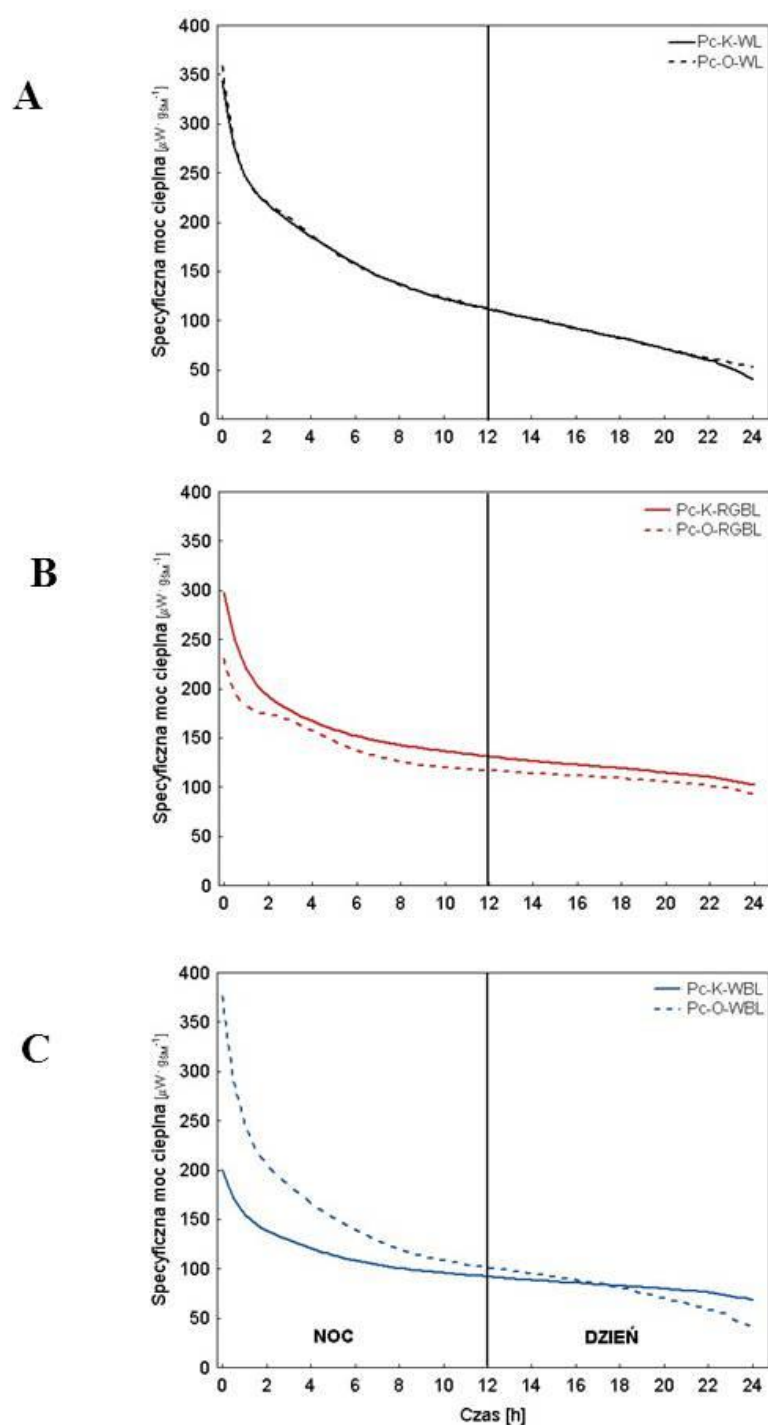 A
Specyficzna moc cieplna [µW· gśM⁻¹]
400
350
300
250
200
150
100
50
0
Pc-K-WL
Pc-O-WL
0 2 4 6 8 10 12 14 16 18 20 22 24
B
Specyficzna moc cieplna [µW· gśM⁻¹]
400
350
300
250
200
150
100
50
0
Pc-K-RGBL
Pc-O-RGBL
0 2 4 6 8 10 12 14 16 18 20 22 24
C
Specyficzna moc cieplna [µW· gśM⁻¹]
400
350
300
250
200
150
100
50
0
Pc-K-WBL
Pc-O-WBL
NOC DZIEŃ
0 2 4 6 8 10 12 14 16 18 20 22 24
Czas [h]